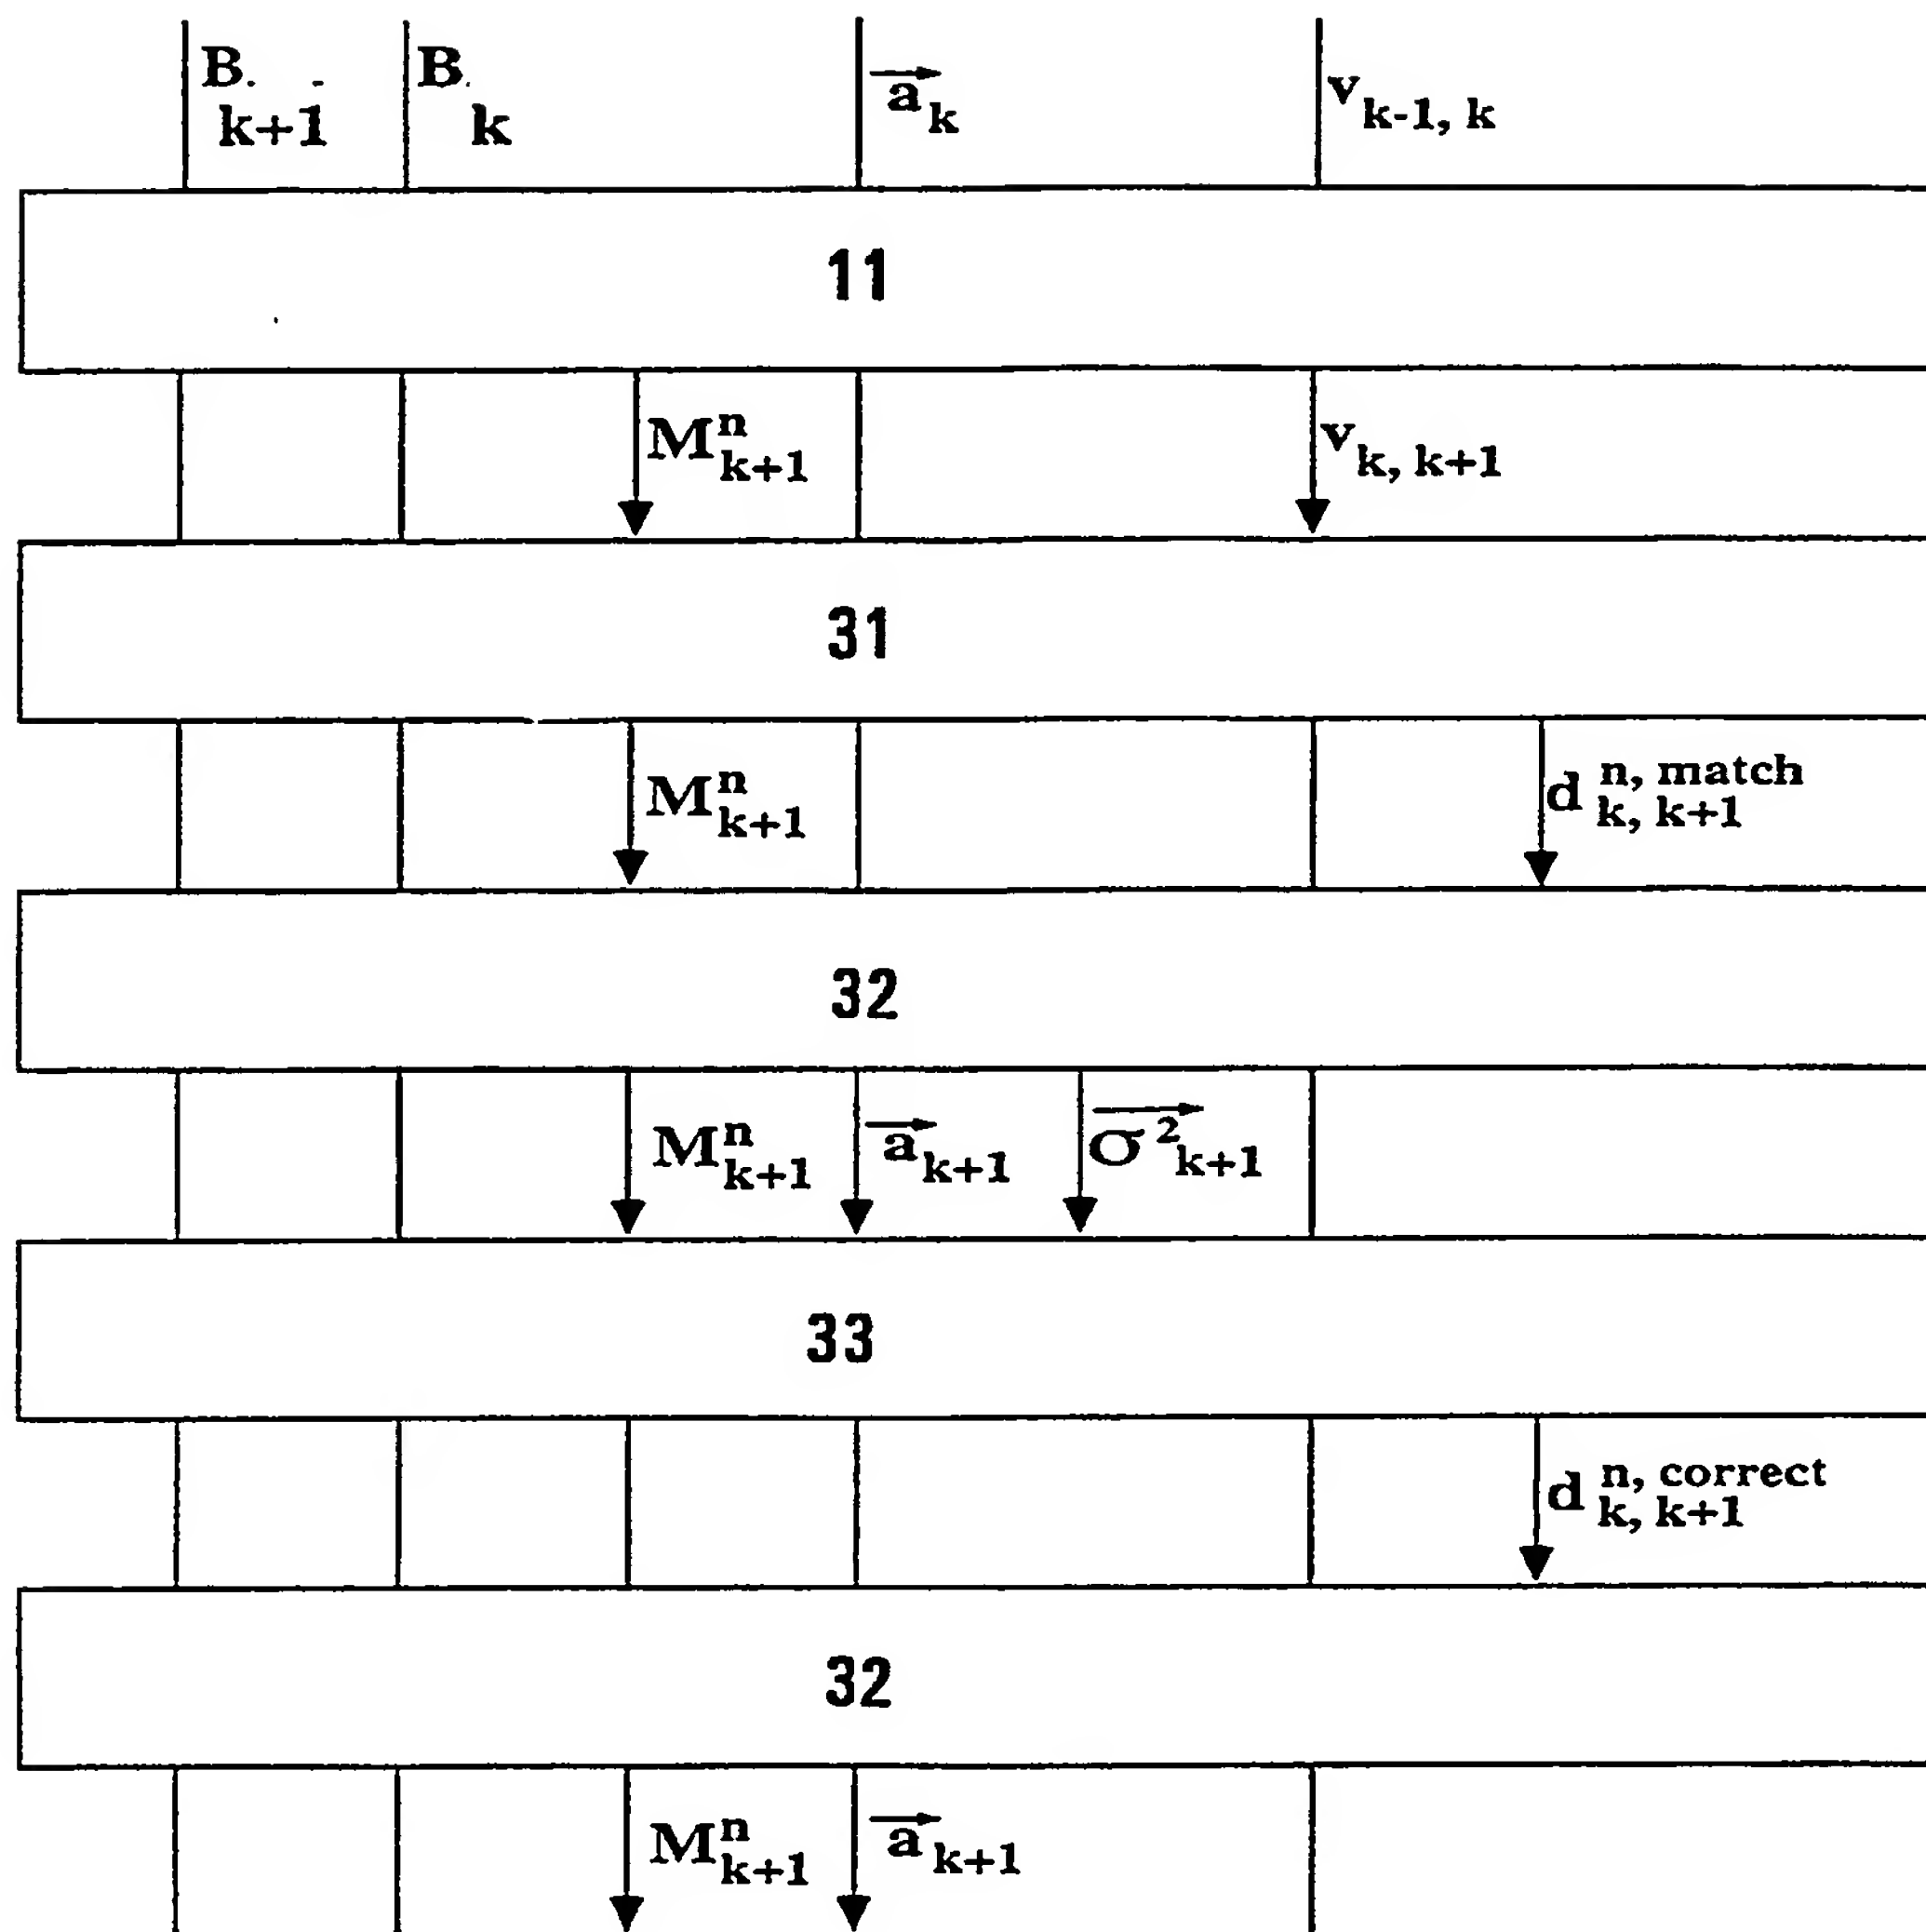 B k+1 B k a k v k-1, k
11
M n k+1 v k, k+1
31
M n k+1 d n, match k, k+1
32
M n k+1 a k+1 σ 2 k+1
33
d n, correct k, k+1
32
M n k+1 a k+1